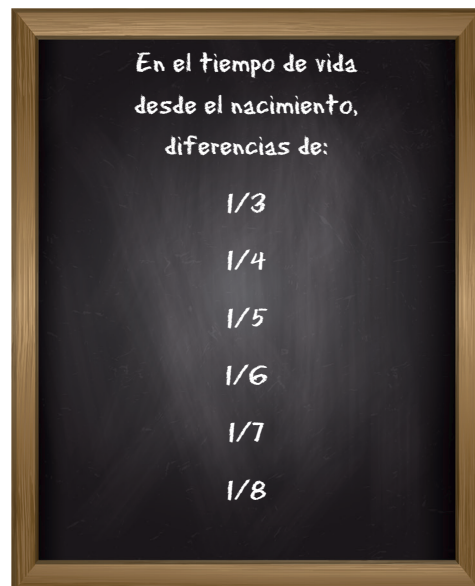 En el tiempo de vida
desde el nacimiento,
diferencias de:
1/3
1/4
1/5
1/6
1/7
1/8